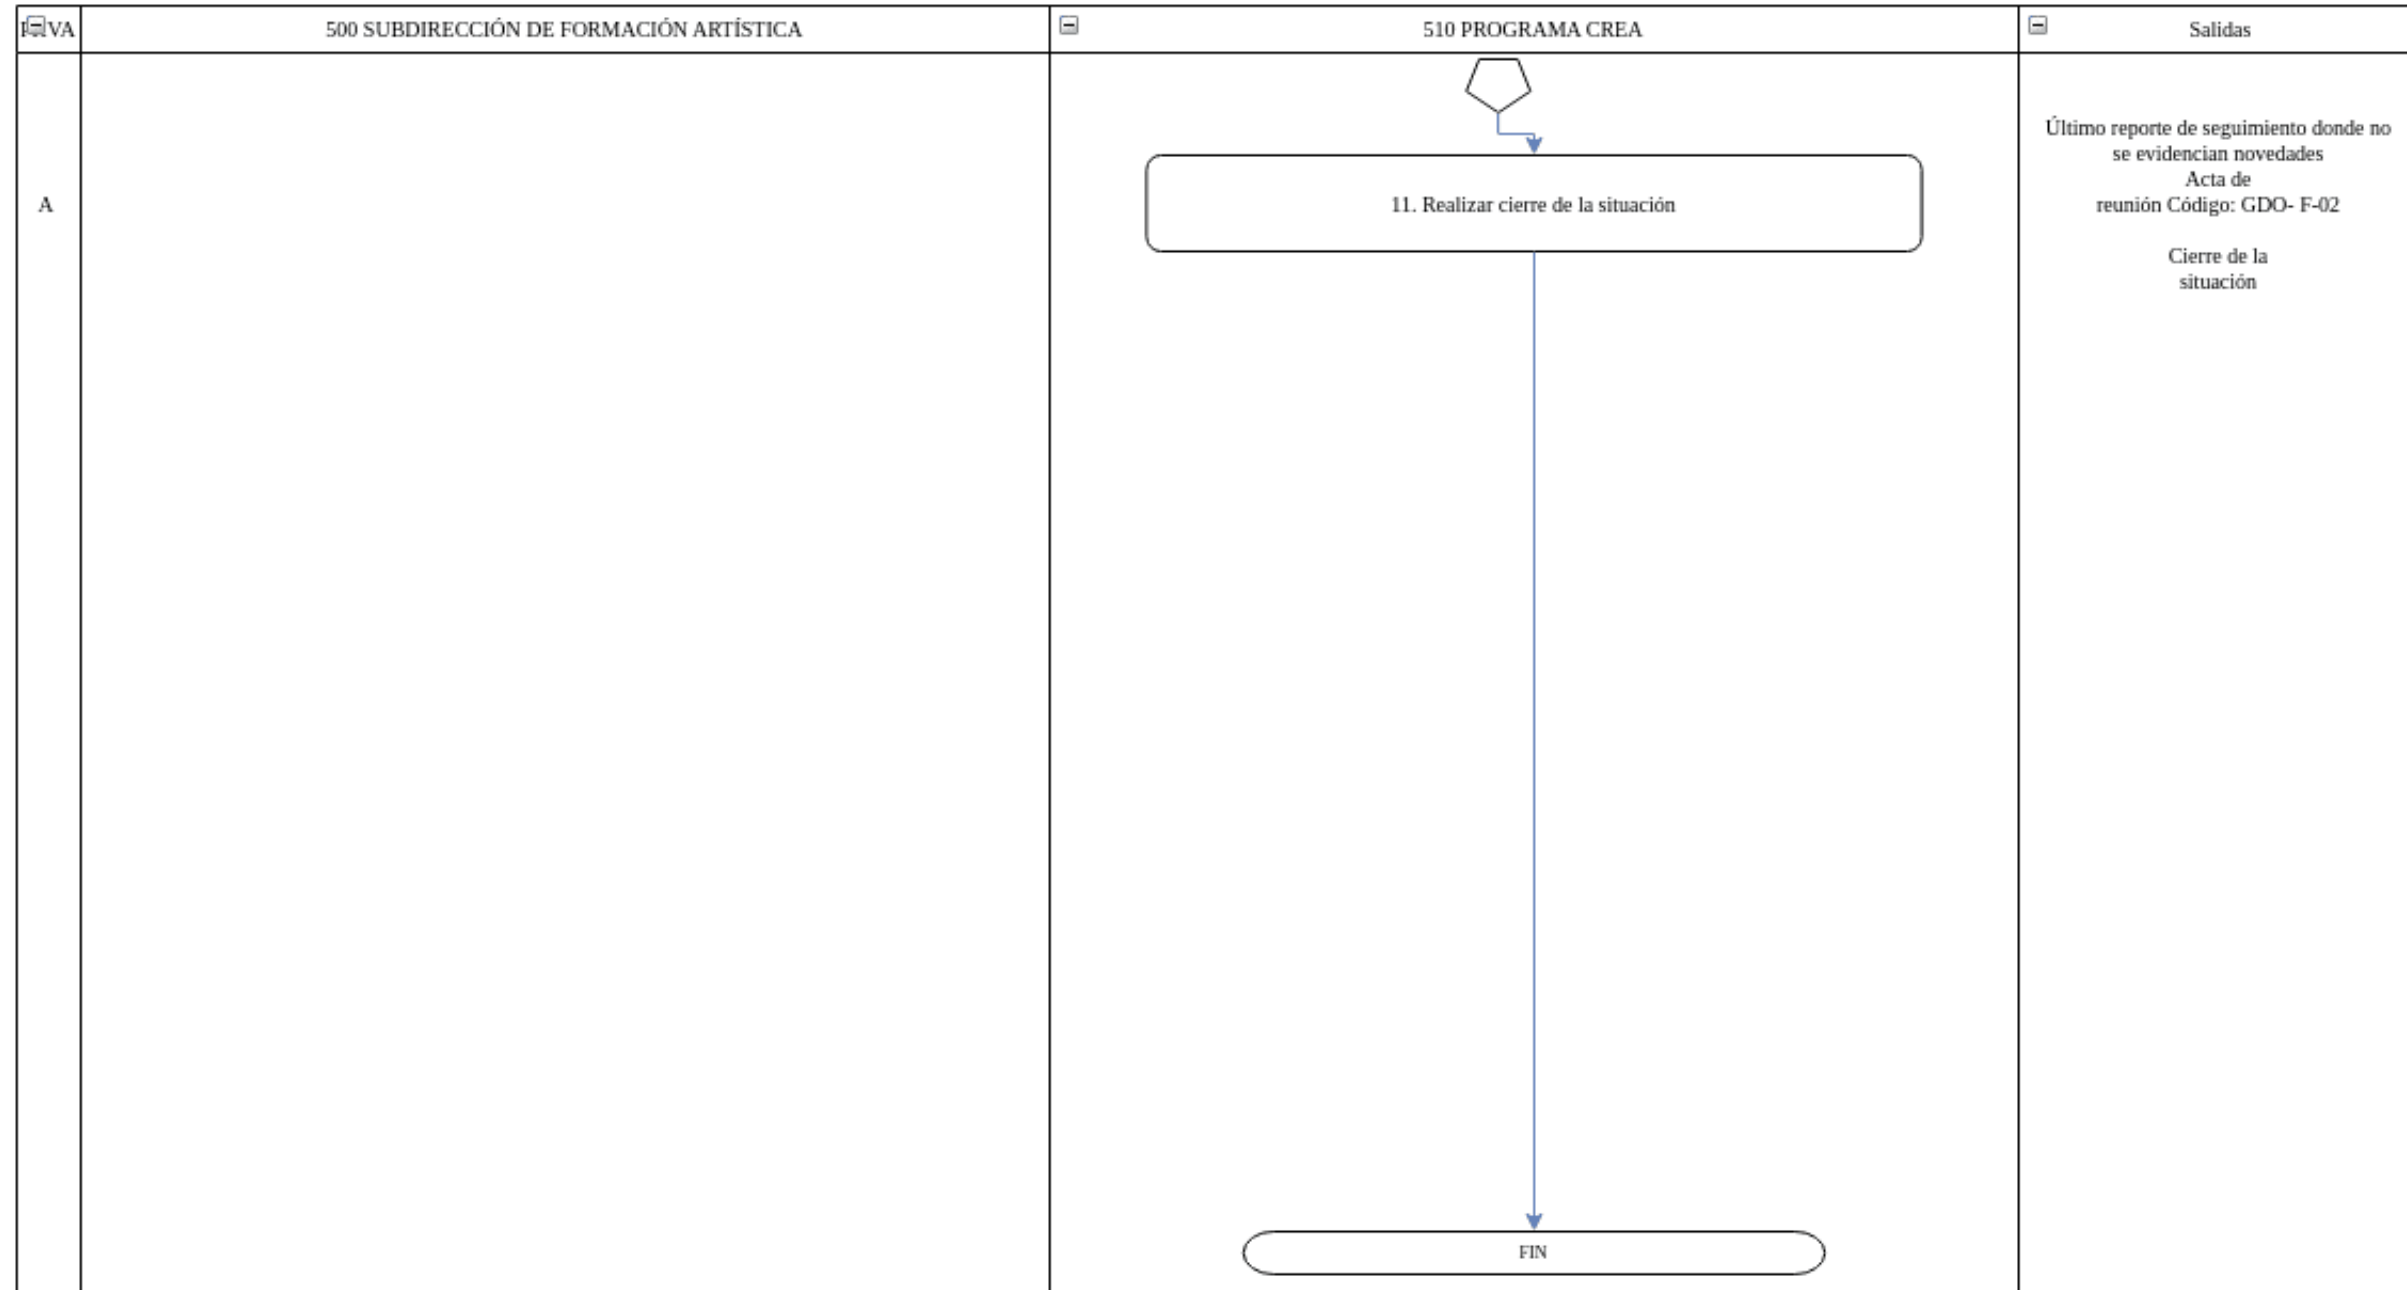 500 SUBDIRECCIÓN DE FORMACIÓN ARTÍSTICA
510 PROGRAMA CREA
Salidas
Último reporte de seguimiento donde no
se evidencian novedades
Acta de
reunión Código: GDO- F-02
Cierre de la
situación
A
11. Realizar cierre de la situación
FIN